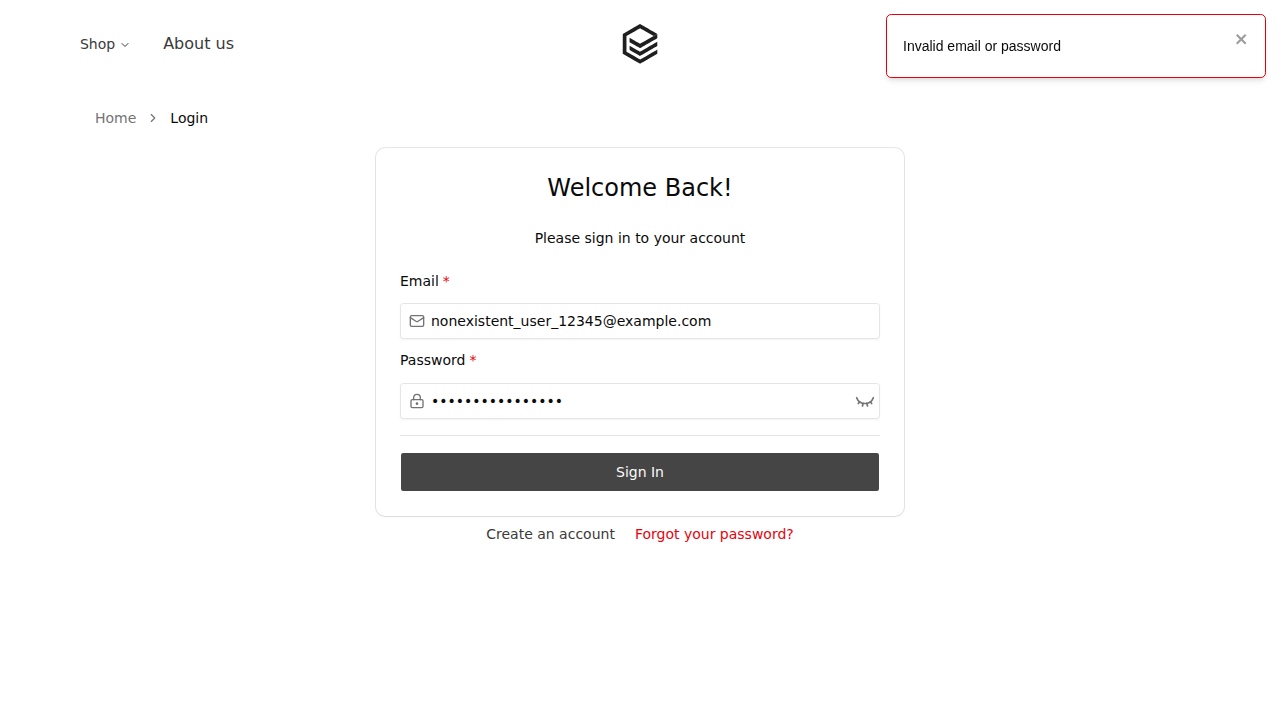 Shop
About us
Invalid email or password
Home
Login
Welcome Back!
Please sign in to your account
Email *
nonexistent_user_12345@example.com
Password *
••••••••••••••••
Sign In
Create an account
Forgot your password?